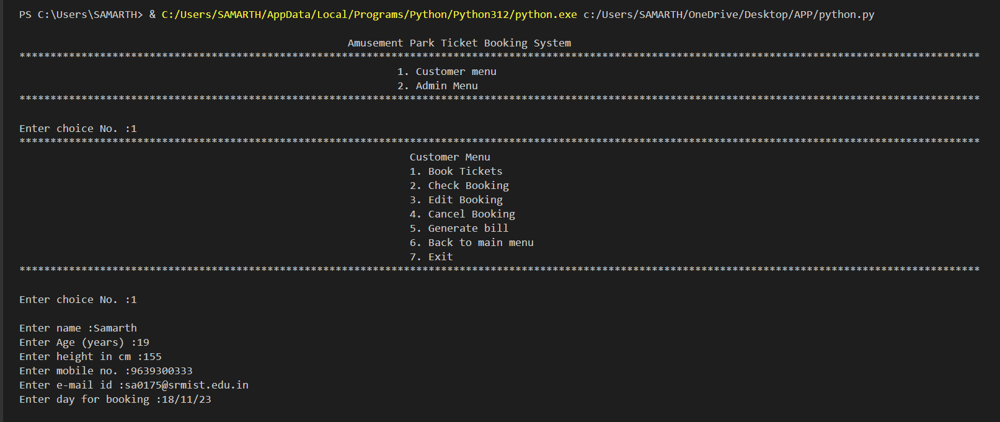 PS C:\Users\SAMARTH> & C:/Users/SAMARTH/AppData/Local/Programs/Python/Python312/python.exe c:/Users/SAMARTH/OneDrive/Desktop/APP/python.py
Amusement Park Ticket Booking System
***********************************************************************************************************************************************************
1. Customer menu
2. Admin Menu
***********************************************************************************************************************************************************
Enter choice No. :1
***********************************************************************************************************************************************************
Customer Menu
1. Book Tickets
2. Check Booking
3. Edit Booking
4. Cancel Booking
5. Generate bill
6. Back to main menu
7. Exit
***********************************************************************************************************************************************************
Enter choice No. :1
Enter name :Samarth
Enter Age (years) :19
Enter height in cm :155
Enter mobile no. :9639300333
Enter e-mail id :sa0175@srmist.edu.in
Enter day for booking :18/11/23